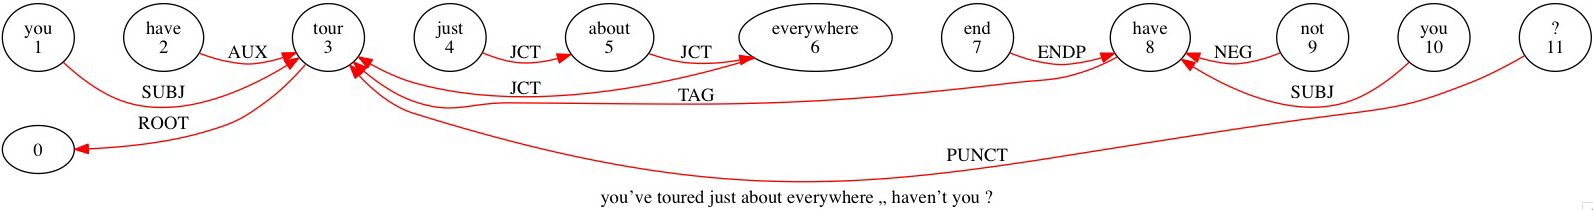 you have tour just about everywhere end have not you ?
1 2 3 4 5 6 7 8 9 10 11
AUX JCT JCT ENDP NEG
SUBJ JCT TAG SUBJ
ROOT
0
PUNCT
you've toured just about everywhere ,, haven't you ?